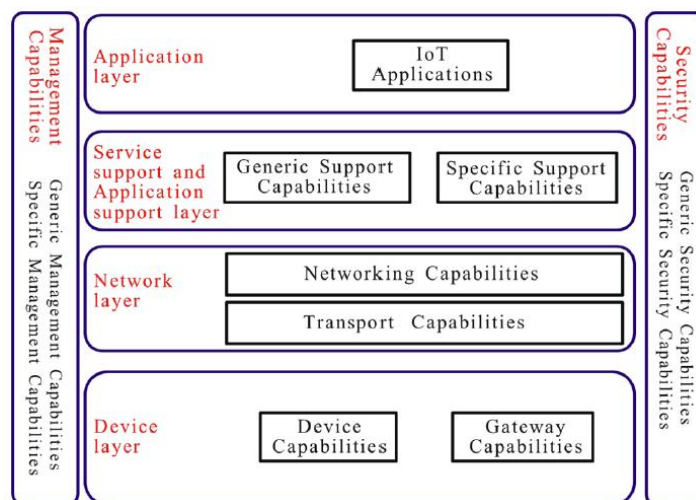 Management
Capabilities
Generic Management Capabilities
Specific Management Capabilities
Application
layer
IoT
Applications
Service
support and
Application
support layer
Generic Support
Capabilities
Specific Support
Capabilities
Network
layer
Networking Capabilities
Transport Capabilities
Device
layer
Device
Capabilities
Gateway
Capabilities
Security
Capabilities
Generic Security Capabilities
Specific Security Capabilities